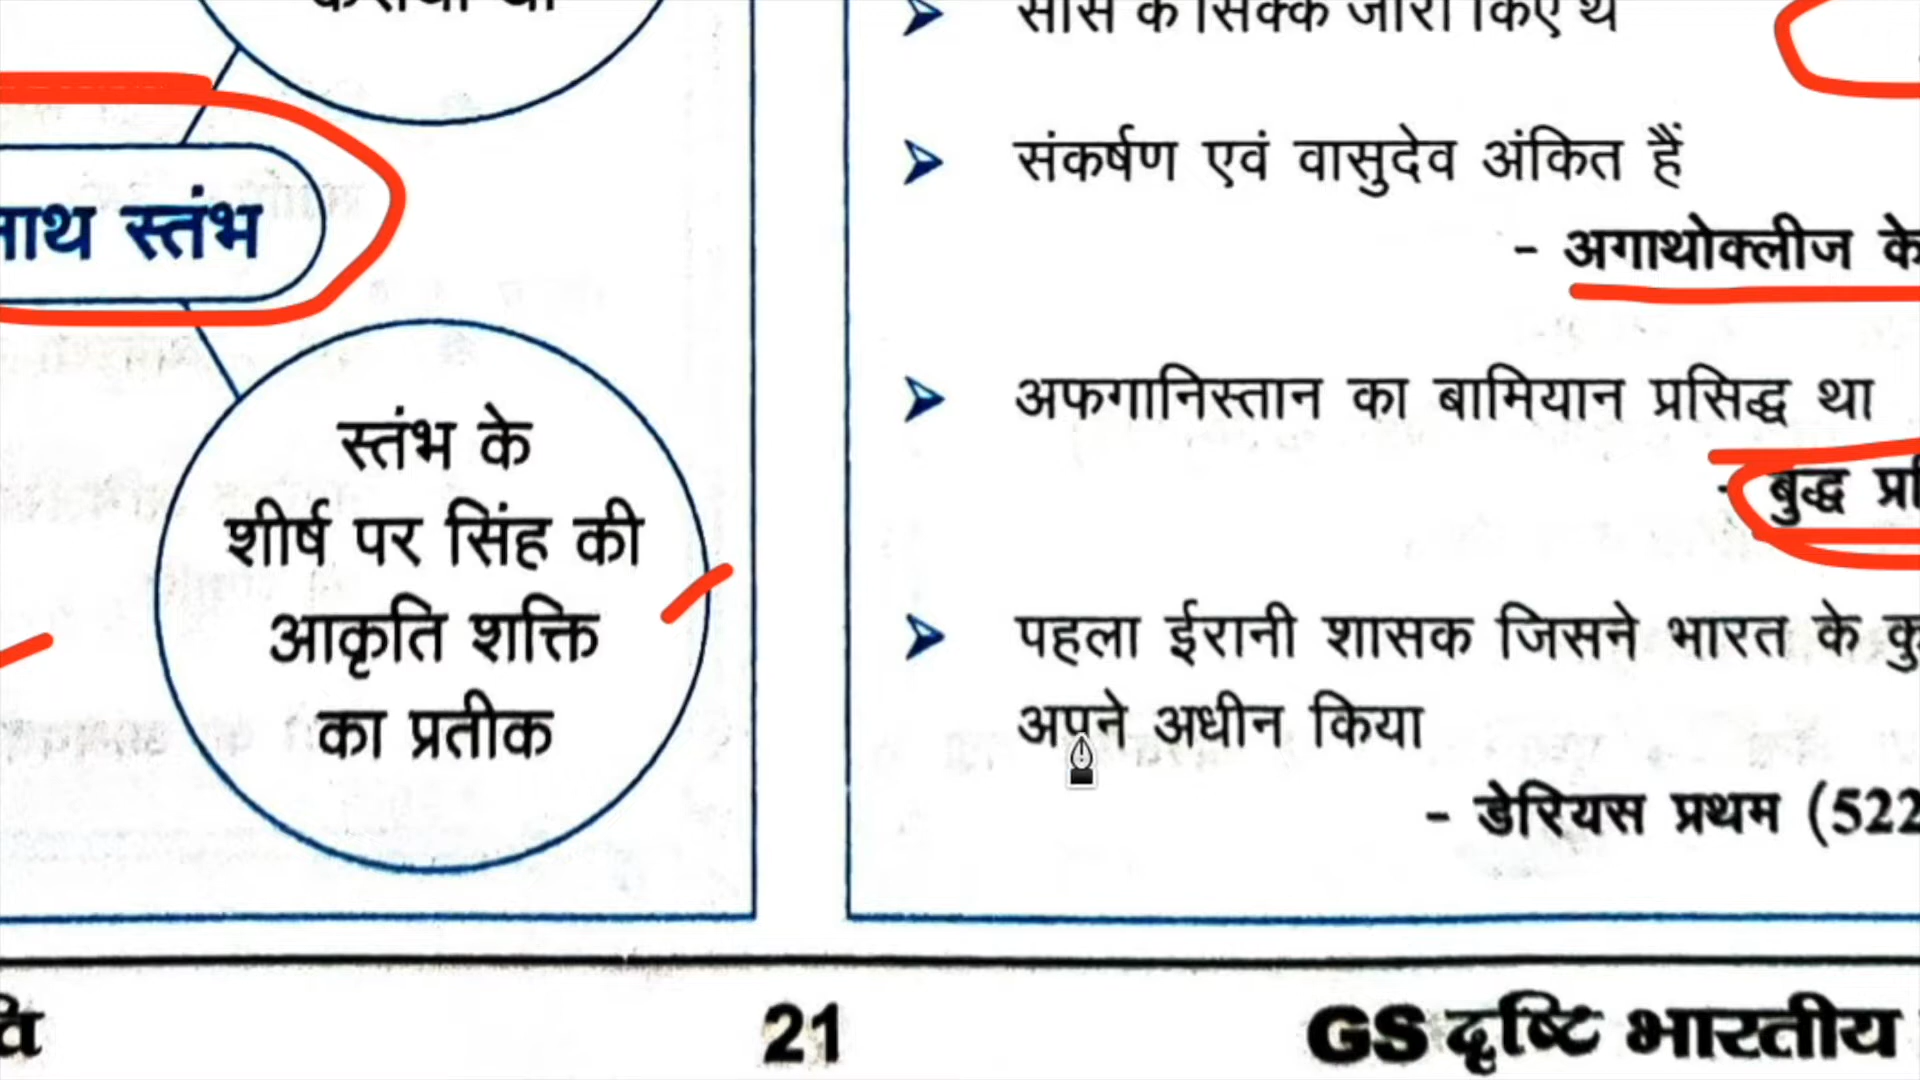 स्तंभ
स्तंभ के
शीर्ष पर सिंह की
आकृति शक्ति
का प्रतीक
संकर्षण एवं वासुदेव अंकित हैं
- अगाथोक्लीज के
अफगानिस्तान का बामियान प्रसिद्ध था
- बुद्ध
पहला ईरानी शासक जिसने भारत के
अपने अधीन किया
- डेरियस प्रथम (522
21
GS दृष्टि भारतीय